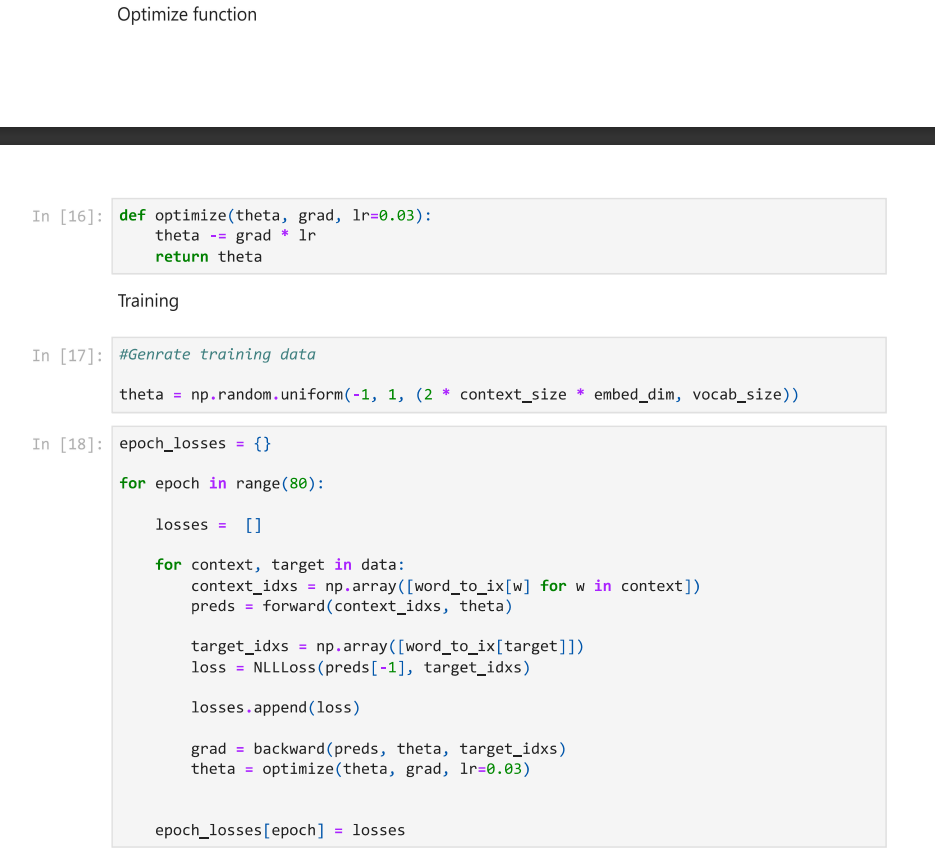 Optimize function
In [16]: def optimize(theta, grad, lr=0.03):
    theta -= grad * lr
    return theta
Training
In [17]: #Genrate training data
theta = np.random.uniform(-1, 1, (2 * context_size * embed_dim, vocab_size))
In [18]: epoch_losses = {}
for epoch in range(80):
    losses =  []
    for context, target in data:
        context_idxs = np.array([word_to_ix[w] for w in context])
        preds = forward(context_idxs, theta)
        target_idxs = np.array([word_to_ix[target]])
        loss = NLLLoss(preds[-1], target_idxs)
        losses.append(loss)
        grad = backward(preds, theta, target_idxs)
        theta = optimize(theta, grad, lr=0.03)
    epoch_losses[epoch] = losses